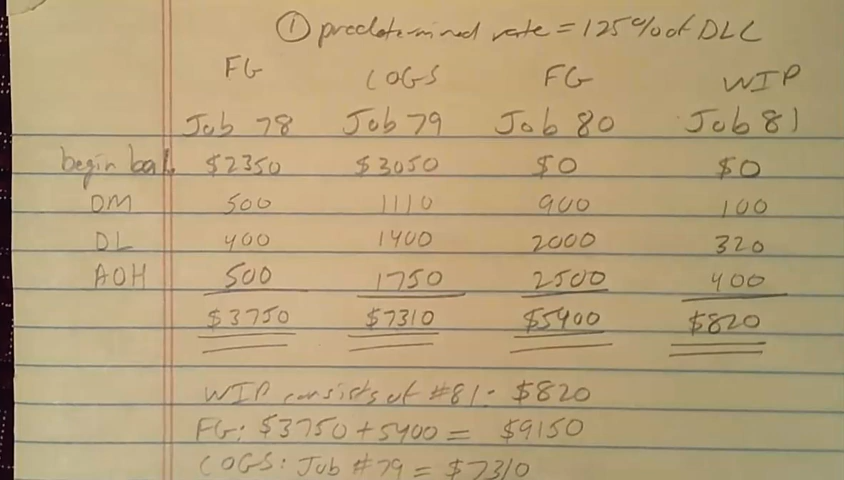 ① predetermined rate = 125% of DLC
FG COGS FG WIP
Job 78 Job 79 Job 80 Job 81
begin bal. $2350 $3050 $0 $0
DM 500 1110 900 100
DL 400 1400 2000 320
AOH 500 1750 2500 400
$3750 $7310 $5400 $820
WIP consists of #81: $820
FG: $3750 + 5400 = $9150
COGS: Job #79 = $7310